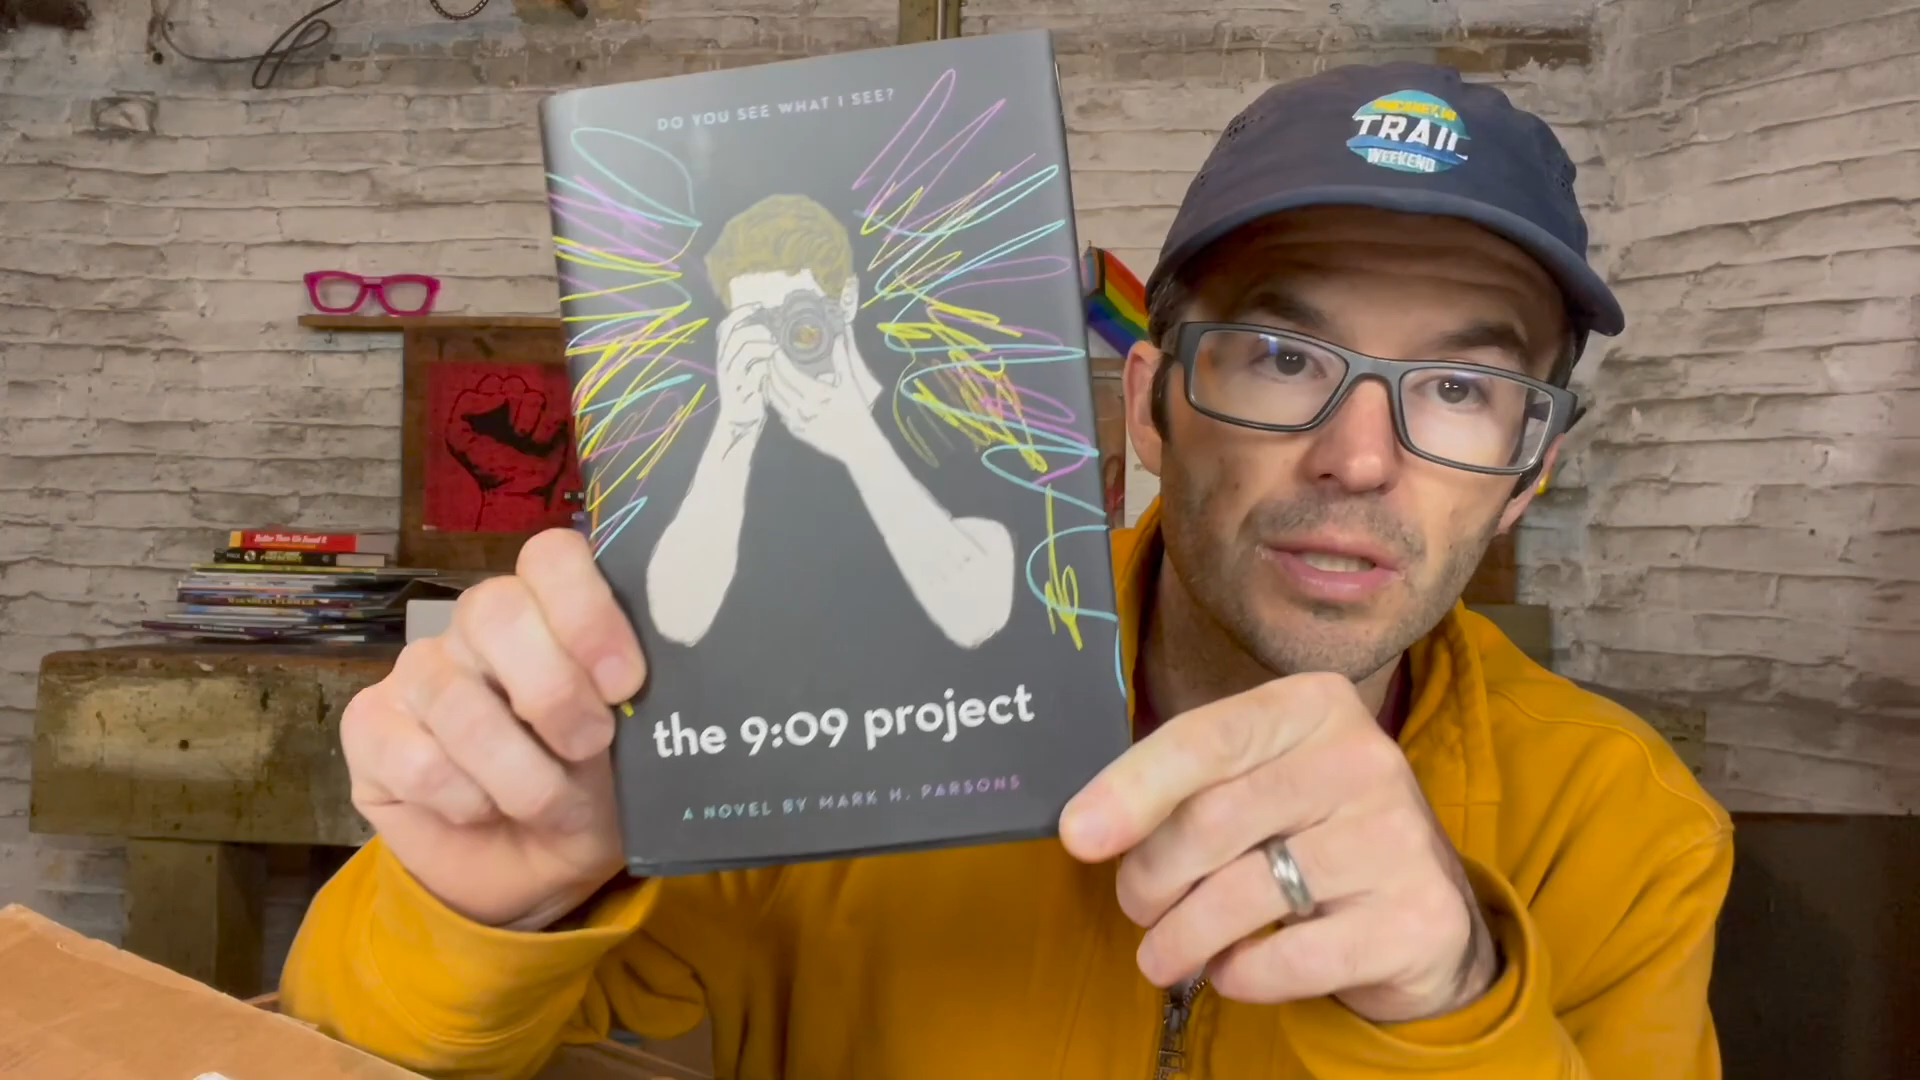 DO YOU SEE WHAT I SEE?
the 9:09 project
A NOVEL BY MARK H. PARSONS
TRAIL
WEEKEND